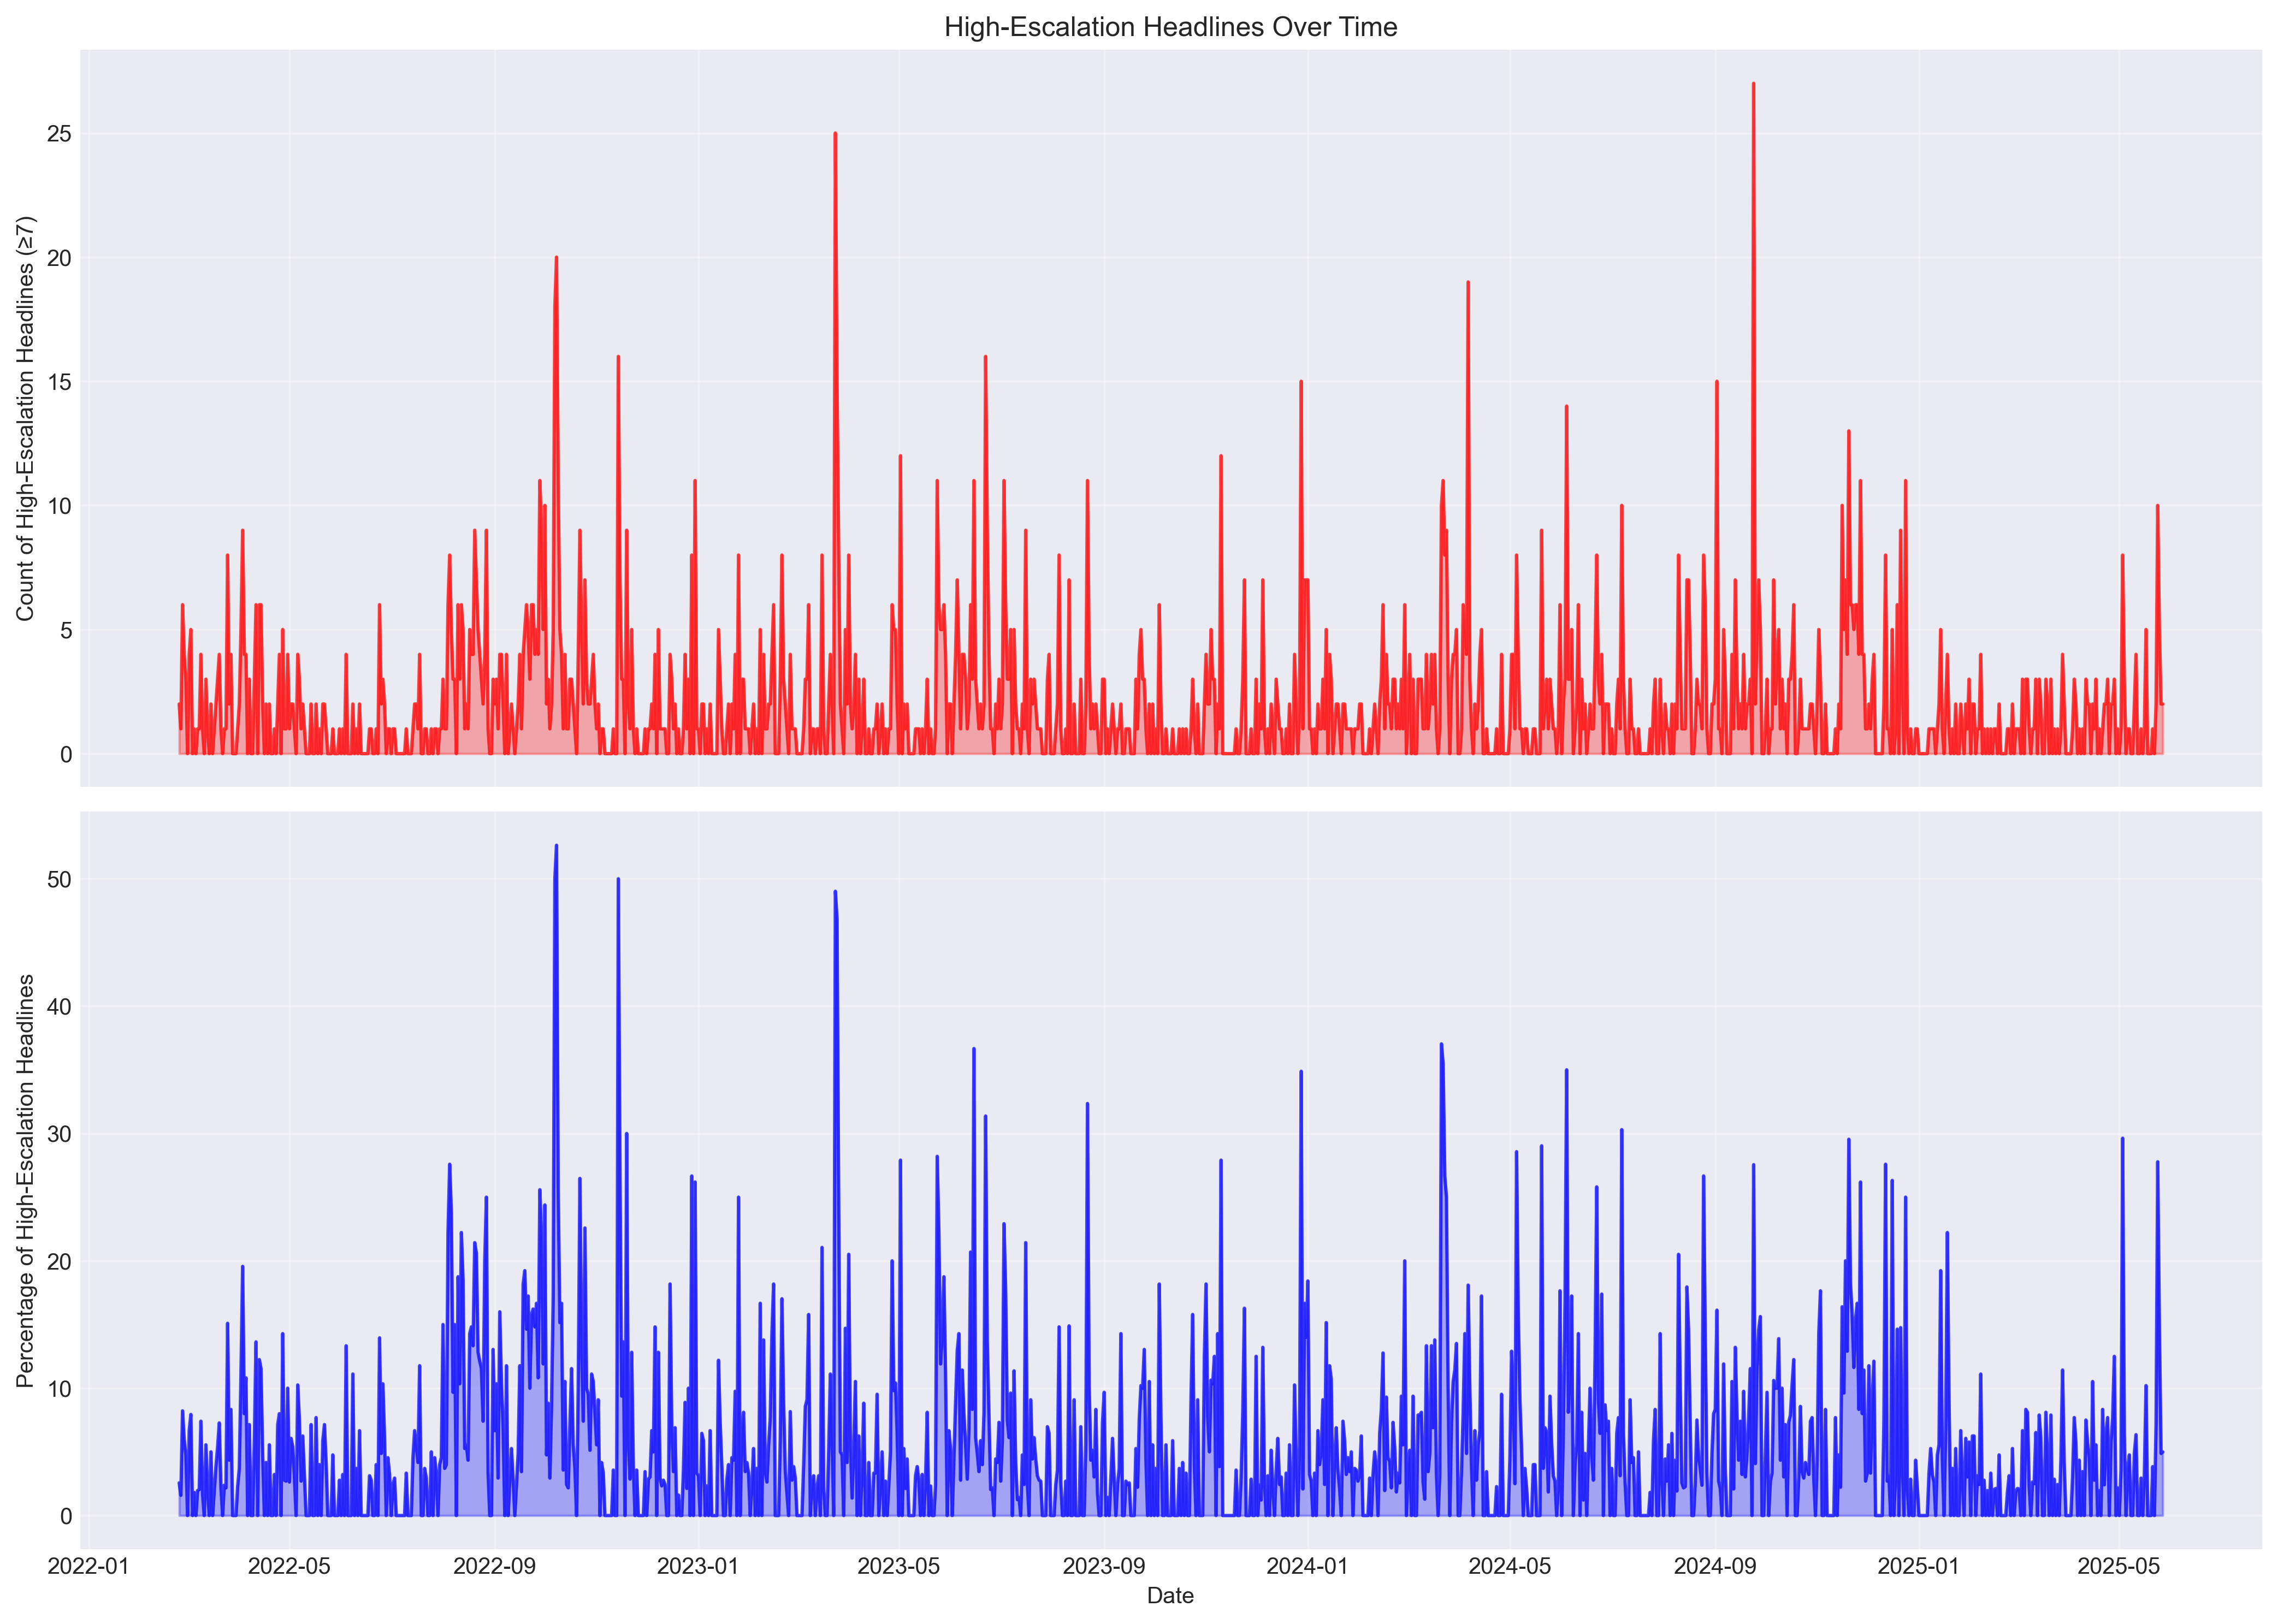 High-Escalation Headlines Over Time
Count of High-Escalation Headlines (≥7)
25
20
15
10
5
0
Percentage of High-Escalation Headlines
50
40
30
20
10
0
2022-01 2022-05 2022-09 2023-01 2023-05 2023-09 2024-01 2024-05 2024-09 2025-01 2025-05
Date